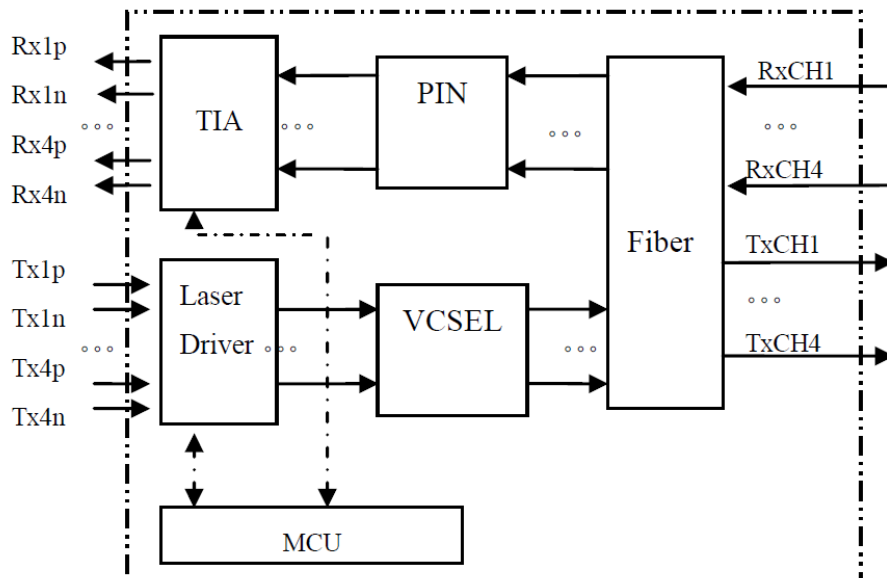 Rx1p
Rx1n
°°°
Rx4p
Rx4n
TIA
°°°
PIN
°°°
RxCH1
°°°
RxCH4
Fiber
TxCH1
°°°
TxCH4
Tx1p
Tx1n
°°°
Tx4p
Tx4n
Laser
Driver
°°°
VCSEL
°°°
MCU